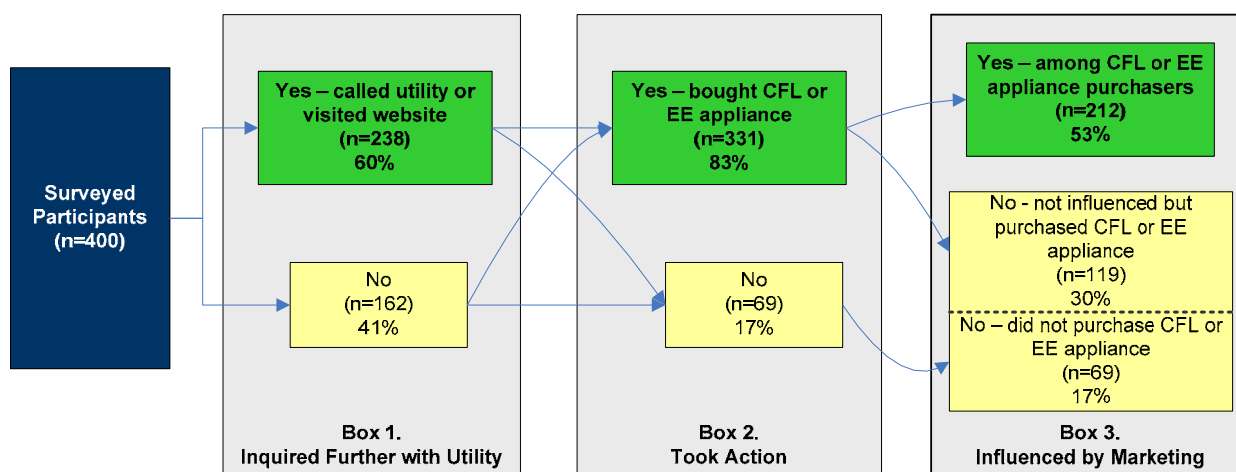 Surveyed
Participants
(n=400)
Yes – called utility or
visited website
(n=238)
60%
No
(n=162)
41%
Box 1.
Inquired Further with Utility
Yes – bought CFL or
EE appliance
(n=331)
83%
No
(n=69)
17%
Box 2.
Took Action
Yes – among CFL or EE
appliance purchasers
(n=212)
53%
No - not influenced but
purchased CFL or EE
appliance
(n=119)
30%
No – did not purchase CFL or
EE appliance
(n=69)
17%
Box 3.
Influenced by Marketing